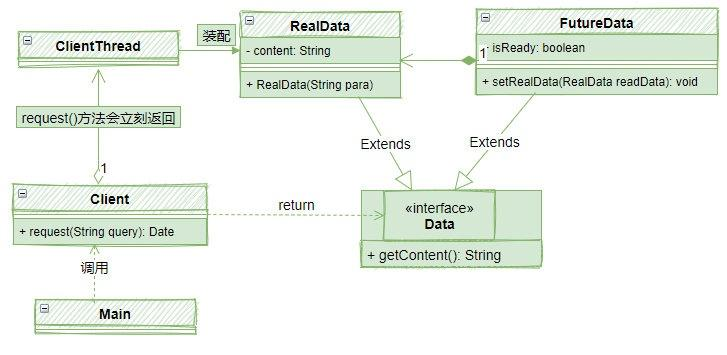 ClientThread
装配
RealData
- content: String
+ RealData(String para)
FutureData
1
isReady: boolean
+ setRealData(RealData readData): void
request()方法会立刻返回
Extends
Extends
1
Client
+ request(String query): Date
return
«interface»
Data
+ getContent(): String
调用
Main